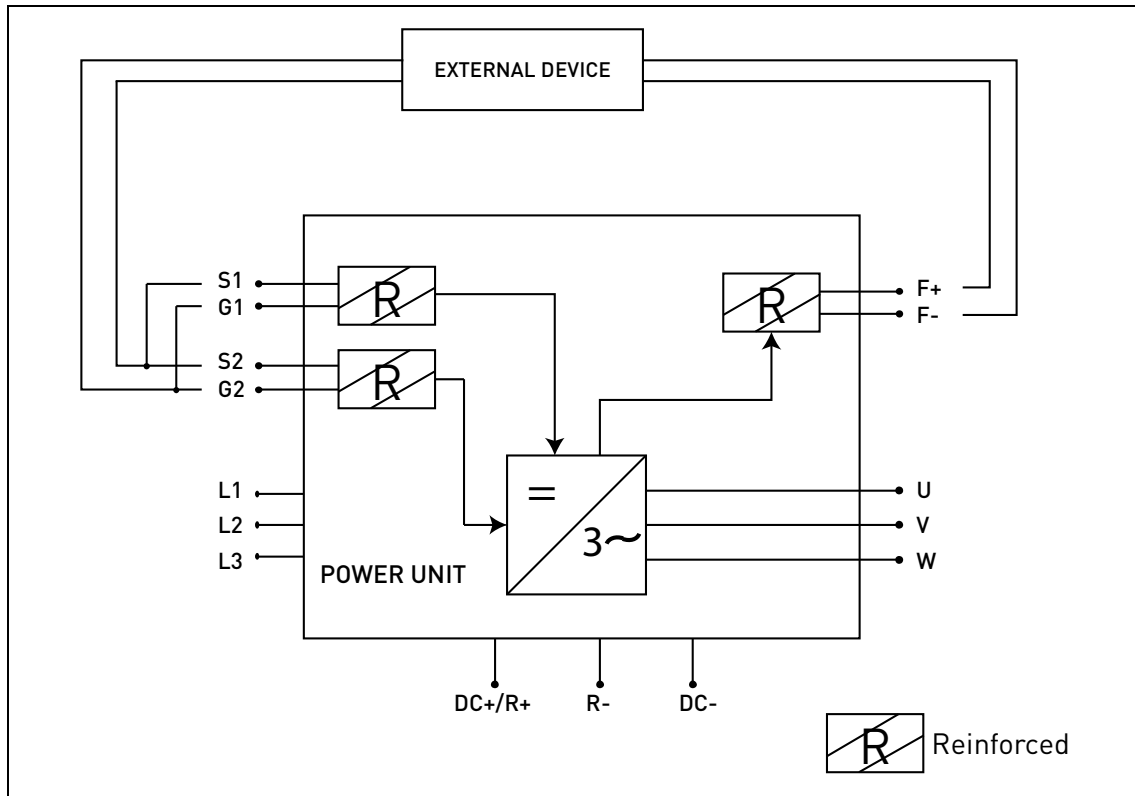 EXTERNAL DEVICE
S1
R
R
F+
G1
F-
S2
R
G2
=
L1
U
3~
L2
V
L3
W
POWER UNIT
DC+/R+
R-
DC-
R
Reinforced